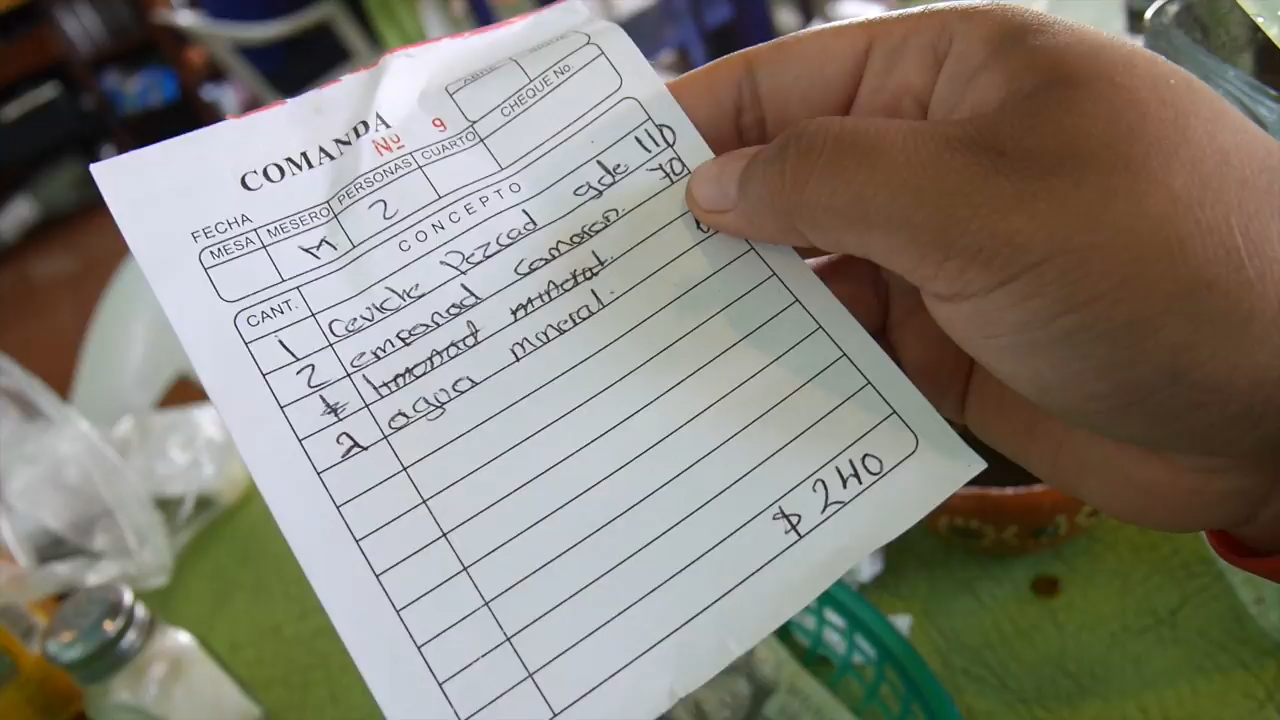 COMANDA
Nº 9
CHEQUE No.
FECHA
MESA MESERO PERSONAS CUARTO
M 2
CONCEPTO
CANT.
1 Ceviche Pezcad gde 110
2 empanad camaron. 70
1 limonad mineral.
2 agua mineral.
$240